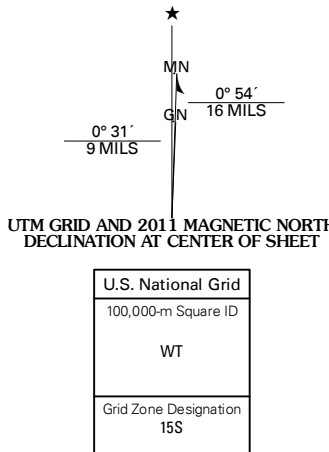 ★
MN
GN
0° 54´
16 MILS
0° 31´
9 MILS
UTM GRID AND 2011 MAGNETIC NORTH
DECLINATION AT CENTER OF SHEET
U.S. National Grid
100,000-m Square ID
WT
Grid Zone Designation
15S